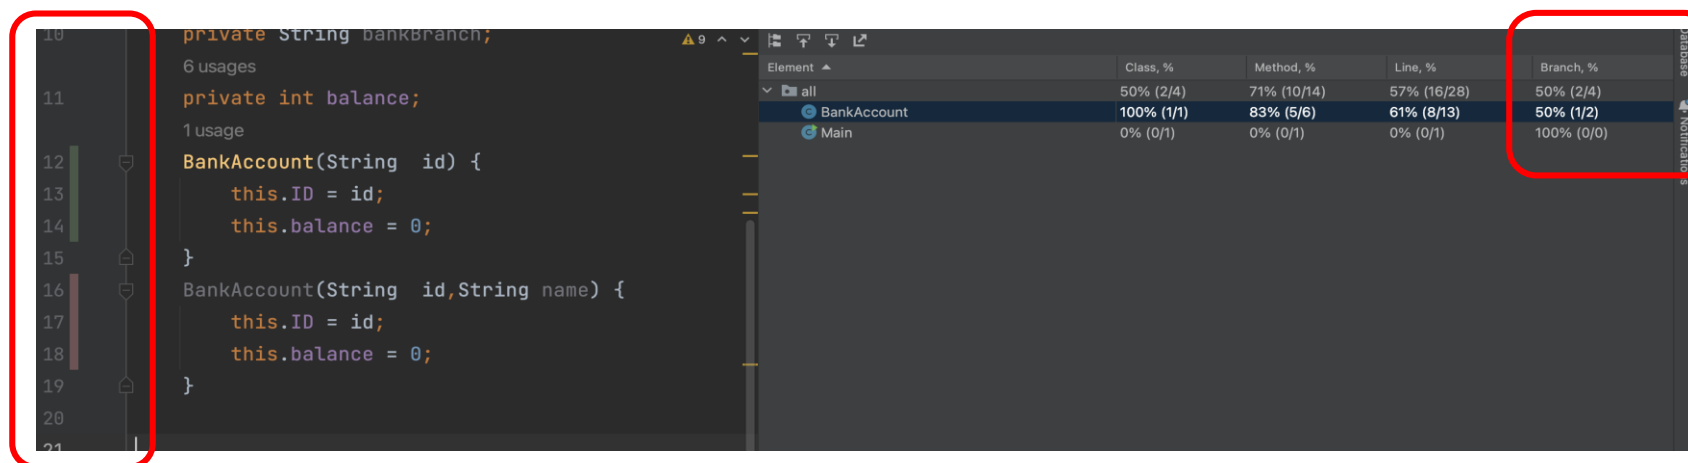 10 private String bankBranch;
6 usages
11 private int balance;
1 usage
12 BankAccount(String  id) {
13 this.ID = id;
14 this.balance = 0;
15 }
16 BankAccount(String  id,String name) {
17 this.ID = id;
18 this.balance = 0;
19 }
20
21
9
Element Class, % Method, % Line, % Branch, %
all 50% (2/4) 71% (10/14) 57% (16/28) 50% (2/4)
BankAccount 100% (1/1) 83% (5/6) 61% (8/13) 50% (1/2)
Main 0% (0/1) 0% (0/1) 0% (0/1) 100% (0/0)
Database
Notifications